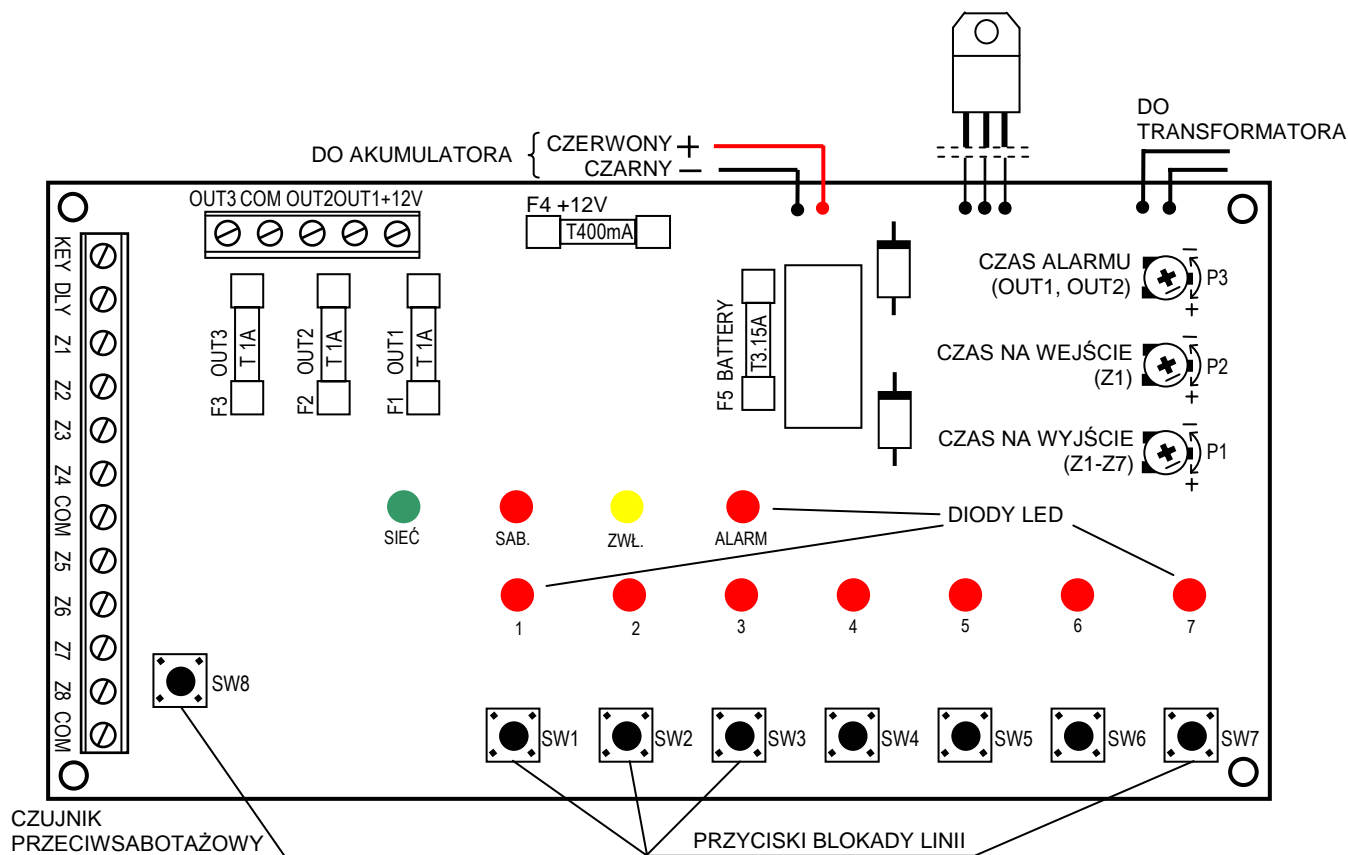 DO
TRANSFORMATORA
DO AKUMULATORA { CZERWONY +
CZARNY −
OUT3 COM OUT2 OUT1 +12V
F4 +12V
T400mA
KEY
DLY
Z1
Z2
Z3
Z4
COM
Z5
Z6
Z7
Z8
COM
F3 OUT3
T 1A
F2 OUT2
T 1A
F1 OUT1
T 1A
F5 BATTERY
T3.15A
CZAS ALARMU
(OUT1, OUT2)
− P3 +
CZAS NA WEJŚCIE
(Z1)
− P2 +
CZAS NA WYJŚCIE
(Z1-Z7)
− P1 +
SIEĆ
SAB.
ZWŁ.
ALARM
DIODY LED
1 2 3 4 5 6 7
SW8
SW1 SW2 SW3 SW4 SW5 SW6 SW7
CZUJNIK
PRZECIWSABOTAŻOWY
PRZYCISKI BLOKADY LINII